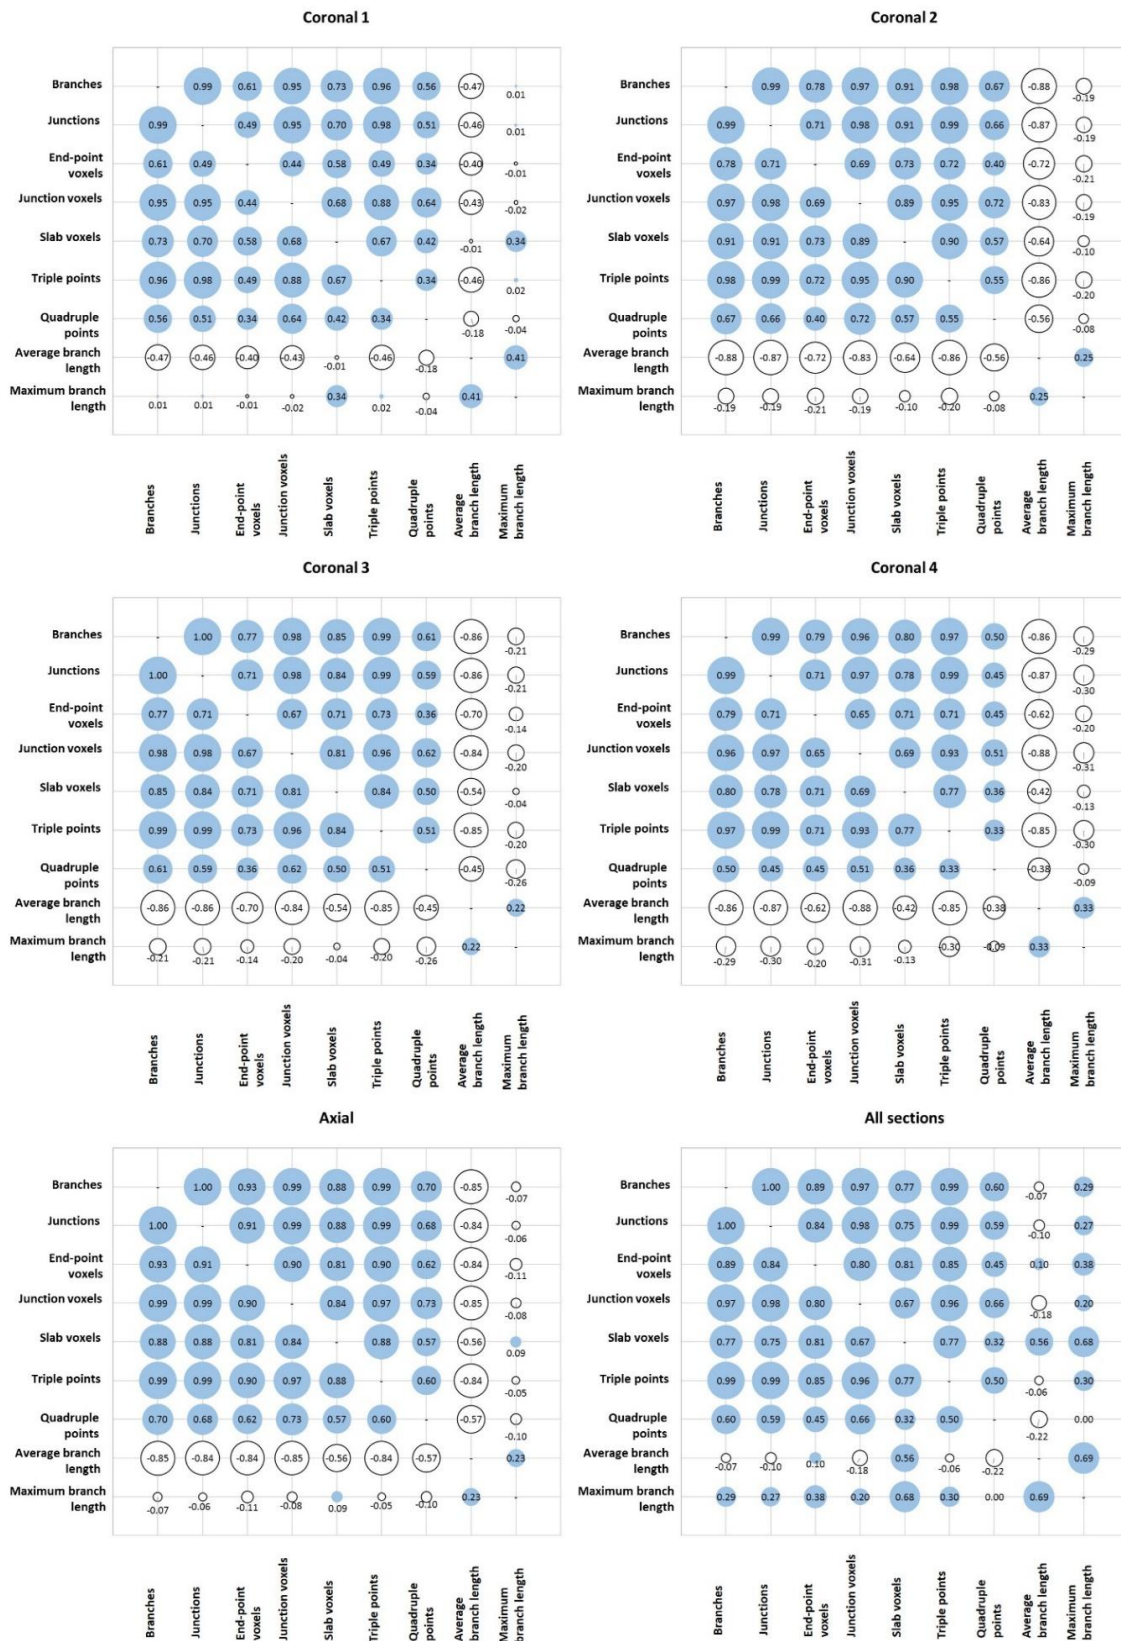 Coronal 1
Branches - 0.99 0.61 0.95 0.73 0.96 0.56 -0.47 0.01
Junctions 0.99 - 0.49 0.95 0.70 0.98 0.51 -0.46 0.01
End-point
voxels 0.61 0.49 - 0.44 0.58 0.49 0.34 -0.40 -0.01
Junction voxels 0.95 0.95 0.44 - 0.68 0.88 0.64 -0.43 -0.02
Slab voxels 0.73 0.70 0.58 0.68 - 0.67 0.42 -0.01 0.34
Triple points 0.96 0.98 0.49 0.88 0.67 - 0.34 -0.46 0.02
Quadruple
points 0.56 0.51 0.34 0.64 0.42 0.34 - -0.18 -0.04
Average branch
length -0.47 -0.46 -0.40 -0.43 -0.01 -0.46 -0.18 - 0.41
Maximum branch
length 0.01 0.01 -0.01 -0.02 0.34 0.02 -0.04 0.41 -
Branches
Junctions
End-point
voxels
Junction voxels
Slab voxels
Triple points
Quadruple
points
Average
branch length
Maximum
branch length
Coronal 2
Branches - 0.99 0.78 0.97 0.91 0.98 0.67 -0.88 -0.19
Junctions 0.99 - 0.71 0.98 0.91 0.99 0.66 -0.87 -0.19
End-point
voxels 0.78 0.71 - 0.69 0.73 0.72 0.40 -0.72 -0.21
Junction voxels 0.97 0.98 0.69 - 0.89 0.95 0.72 -0.83 -0.19
Slab voxels 0.91 0.91 0.73 0.89 - 0.90 0.57 -0.64 -0.10
Triple points 0.98 0.99 0.72 0.95 0.90 - 0.55 -0.86 -0.20
Quadruple
points 0.67 0.66 0.40 0.72 0.57 0.55 - -0.56 -0.08
Average branch
length -0.88 -0.87 -0.72 -0.83 -0.64 -0.86 -0.56 - 0.25
Maximum branch
length -0.19 -0.19 -0.21 -0.19 -0.10 -0.20 -0.08 0.25 -
Branches
Junctions
End-point
voxels
Junction voxels
Slab voxels
Triple points
Quadruple
points
Average
branch length
Maximum
branch length
Coronal 3
Branches - 1.00 0.77 0.98 0.85 0.99 0.61 -0.86 -0.21
Junctions 1.00 - 0.71 0.98 0.84 0.99 0.59 -0.86 -0.21
End-point
voxels 0.77 0.71 - 0.67 0.71 0.73 0.36 -0.70 -0.14
Junction voxels 0.98 0.98 0.67 - 0.81 0.96 0.62 -0.84 -0.20
Slab voxels 0.85 0.84 0.71 0.81 - 0.84 0.50 -0.54 -0.04
Triple points 0.99 0.99 0.73 0.96 0.84 - 0.51 -0.85 -0.20
Quadruple
points 0.61 0.59 0.36 0.62 0.50 0.51 - -0.45 -0.26
Average branch
length -0.86 -0.86 -0.70 -0.84 -0.54 -0.85 -0.45 - 0.22
Maximum branch
length -0.21 -0.21 -0.14 -0.20 -0.04 -0.20 -0.26 0.22 -
Branches
Junctions
End-point
voxels
Junction voxels
Slab voxels
Triple points
Quadruple
points
Average
branch length
Maximum
branch length
Coronal 4
Branches - 0.99 0.79 0.96 0.80 0.97 0.50 -0.86 -0.29
Junctions 0.99 - 0.71 0.97 0.78 0.99 0.45 -0.87 -0.30
End-point
voxels 0.79 0.71 - 0.65 0.71 0.71 0.45 -0.62 -0.20
Junction voxels 0.96 0.97 0.65 - 0.69 0.93 0.51 -0.88 -0.31
Slab voxels 0.80 0.78 0.71 0.69 - 0.77 0.36 -0.42 -0.13
Triple points 0.97 0.99 0.71 0.93 0.77 - 0.33 -0.85 -0.30
Quadruple
points 0.50 0.45 0.45 0.51 0.36 0.33 - -0.38 -0.09
Average branch
length -0.86 -0.87 -0.62 -0.88 -0.42 -0.85 -0.38 - 0.33
Maximum branch
length -0.29 -0.30 -0.20 -0.31 -0.13 -0.30 -0.09 0.33 -
Branches
Junctions
End-point
voxels
Junction voxels
Slab voxels
Triple points
Quadruple
points
Average
branch length
Maximum
branch length
Axial
Branches - 1.00 0.93 0.99 0.88 0.99 0.70 -0.85 -0.07
Junctions 1.00 - 0.91 0.99 0.88 0.99 0.68 -0.84 -0.06
End-point
voxels 0.93 0.91 - 0.90 0.81 0.90 0.62 -0.84 -0.11
Junction voxels 0.99 0.99 0.90 - 0.84 0.97 0.73 -0.85 -0.08
Slab voxels 0.88 0.88 0.81 0.84 - 0.88 0.57 -0.56 0.09
Triple points 0.99 0.99 0.90 0.97 0.88 - 0.60 -0.84 -0.05
Quadruple
points 0.70 0.68 0.62 0.73 0.57 0.60 - -0.57 -0.10
Average branch
length -0.85 -0.84 -0.84 -0.85 -0.56 -0.84 -0.57 - 0.23
Maximum branch
length -0.07 -0.06 -0.11 -0.08 0.09 -0.05 -0.10 0.23 -
Branches
Junctions
End-point
voxels
Junction voxels
Slab voxels
Triple points
Quadruple
points
Average
branch length
Maximum
branch length
All sections
Branches - 1.00 0.89 0.97 0.77 0.99 0.60 -0.07 0.29
Junctions 1.00 - 0.84 0.98 0.75 0.99 0.59 -0.10 0.27
End-point
voxels 0.89 0.84 - 0.80 0.81 0.85 0.45 0.10 0.38
Junction voxels 0.97 0.98 0.80 - 0.67 0.96 0.66 -0.18 0.20
Slab voxels 0.77 0.75 0.81 0.67 - 0.77 0.32 0.56 0.68
Triple points 0.99 0.99 0.85 0.96 0.77 - 0.50 -0.06 0.30
Quadruple
points 0.60 0.59 0.45 0.66 0.32 0.50 - -0.22 0.00
Average branch
length -0.07 -0.10 0.10 -0.18 0.56 -0.06 -0.22 - 0.69
Maximum branch
length 0.29 0.27 0.38 0.20 0.68 0.30 0.00 0.69 -
Branches
Junctions
End-point
voxels
Junction voxels
Slab voxels
Triple points
Quadruple
points
Average
branch length
Maximum
branch length